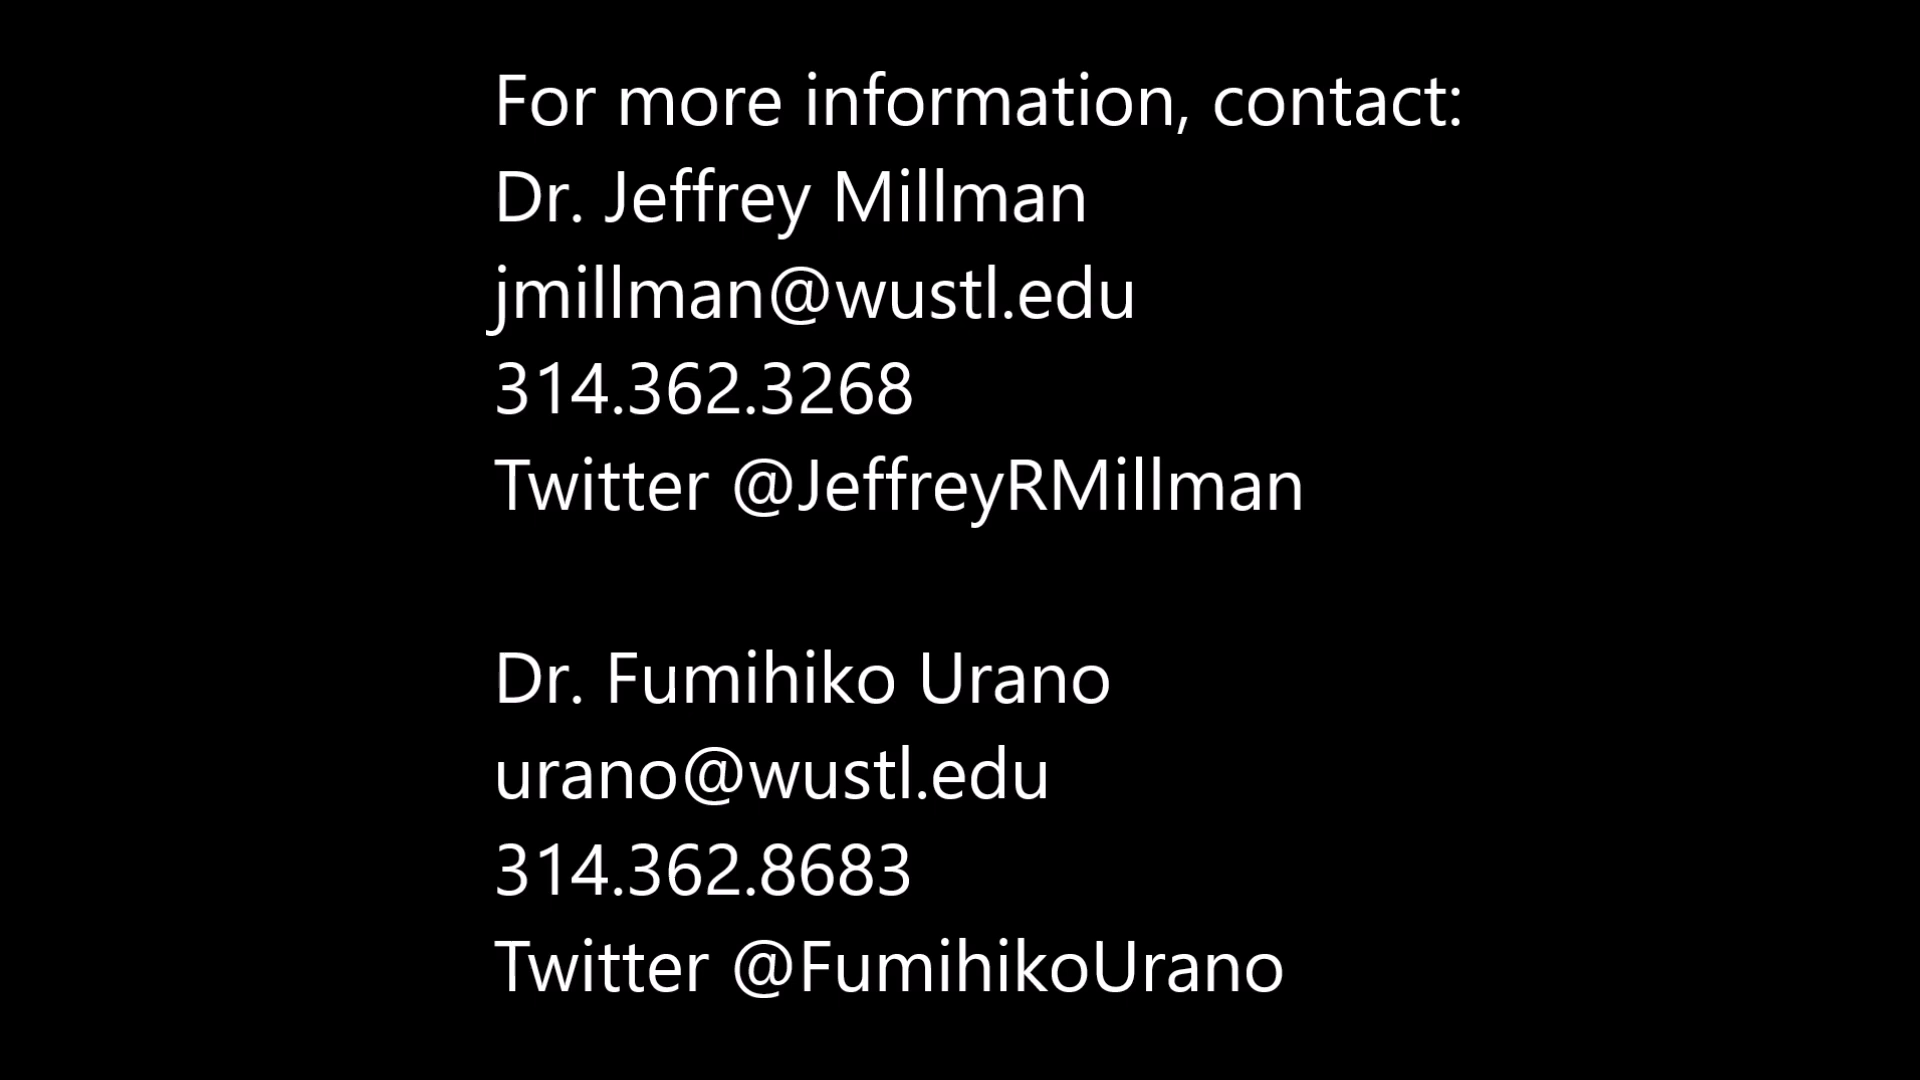 For more information, contact:
Dr. Jeffrey Millman
jmillman@wustl.edu
314.362.3268
Twitter @JeffreyRMillman
Dr. Fumihiko Urano
urano@wustl.edu
314.362.8683
Twitter @FumihikoUrano